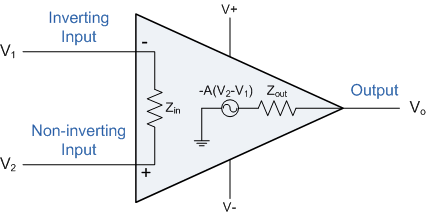 Inverting
Input
V+
V1
-
-A(V2-V1)
Zout
Output
Zin
Vo
Non-inverting
Input
V2
+
V-